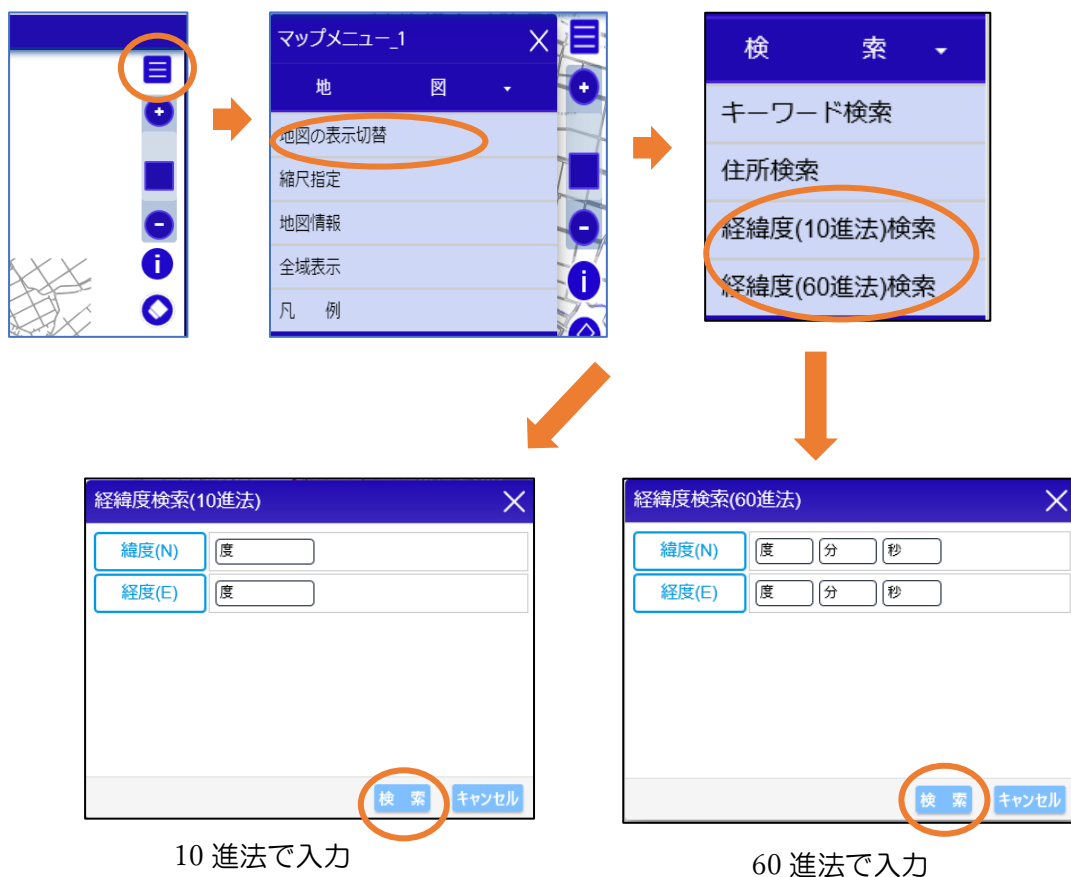 マップメニュー_1
地 図
地図の表示切替
縮尺指定
地図情報
全域表示
凡 例
検 索
キーワード検索
住所検索
経緯度(10進法)検索
経緯度(60進法)検索
経緯度検索(10進法)
緯度(N) 度
経度(E) 度
検 索 キャンセル
10 進法で入力
経緯度検索(60進法)
緯度(N) 度 分 秒
経度(E) 度 分 秒
検 索 キャンセル
60 進法で入力